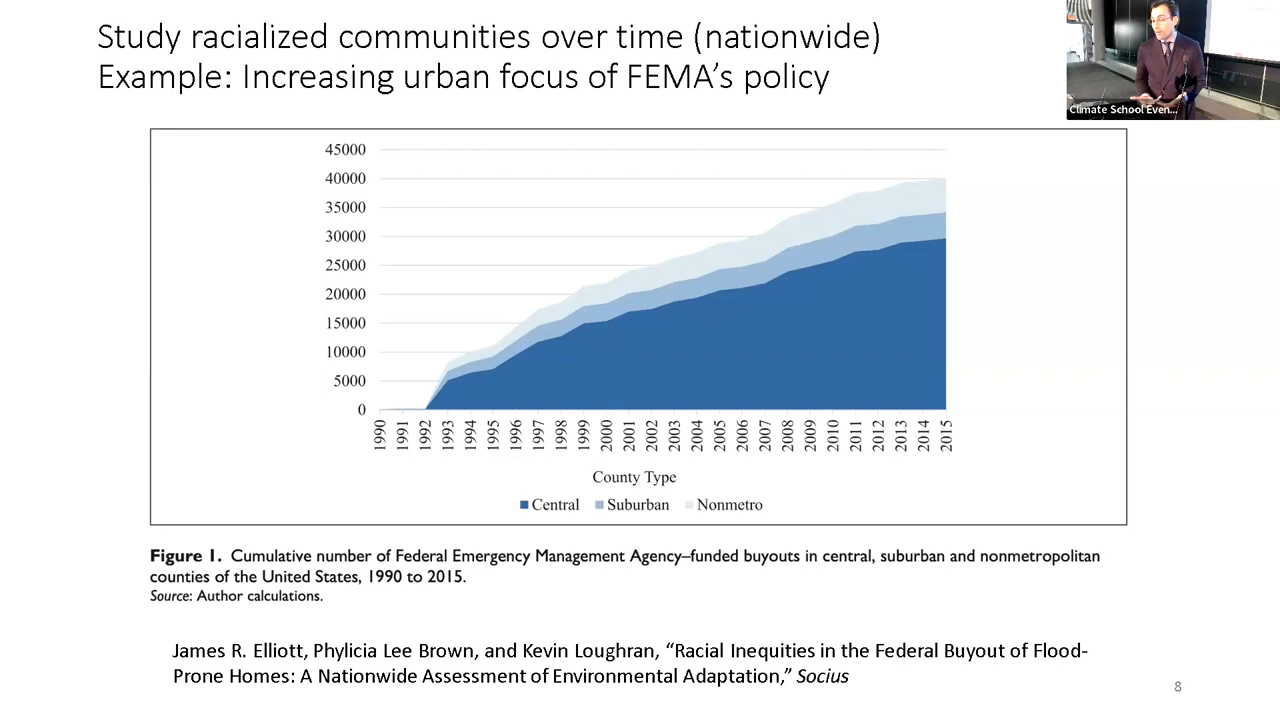 Study racialized communities over time (nationwide)
Example: Increasing urban focus of FEMA's policy
Climate School Even...
45000
40000
35000
30000
25000
20000
15000
10000
5000
0
1990 1991 1992 1993 1994 1995 1996 1997 1998 1999 2000 2001 2002 2003 2004 2005 2006 2007 2008 2009 2010 2011 2012 2013 2014 2015
County Type
Central Suburban Nonmetro
Figure 1. Cumulative number of Federal Emergency Management Agency–funded buyouts in central, suburban and nonmetropolitan
counties of the United States, 1990 to 2015.
Source: Author calculations.
James R. Elliott, Phylicia Lee Brown, and Kevin Loughran, “Racial Inequities in the Federal Buyout of Flood-
Prone Homes: A Nationwide Assessment of Environmental Adaptation,” Socius
8